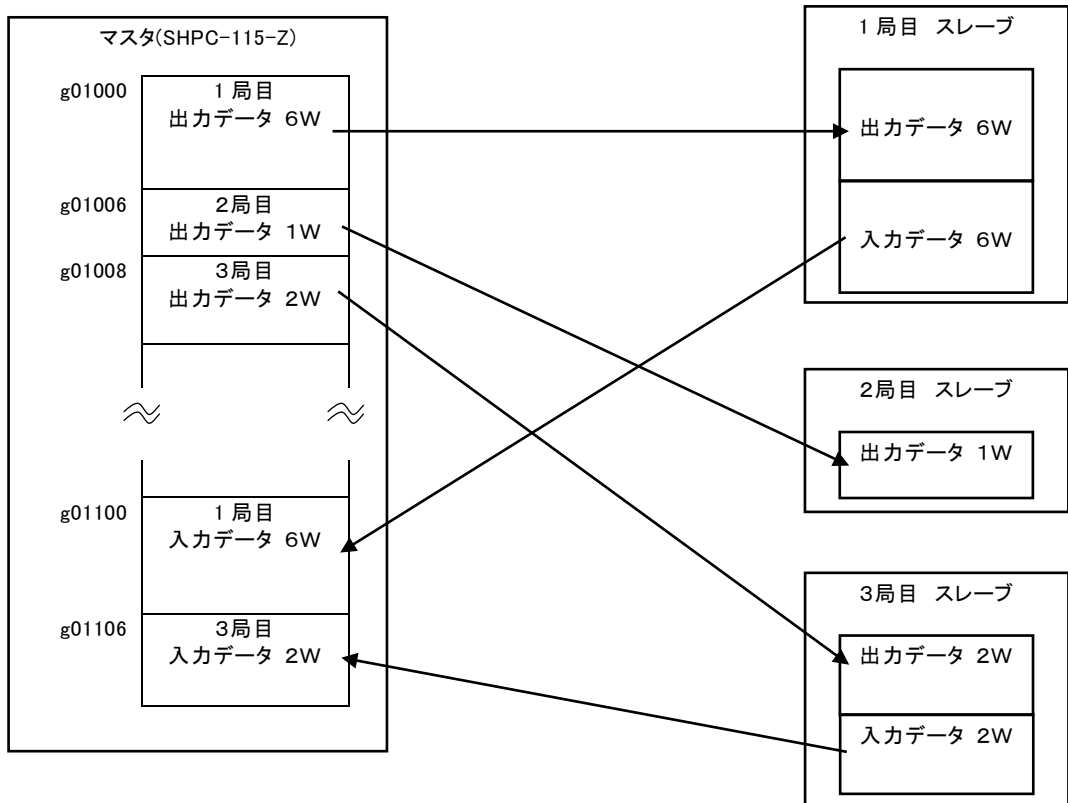 マスタ(SHPC-115-Z)
g01000
1局目
出力データ 6W
g01006
2局目
出力データ 1W
g01008
3局目
出力データ 2W
g01100
1局目
入力データ 6W
g01106
3局目
入力データ 2W
1局目 スレーブ
出力データ 6W
入力データ 6W
2局目 スレーブ
出力データ 1W
3局目 スレーブ
出力データ 2W
入力データ 2W